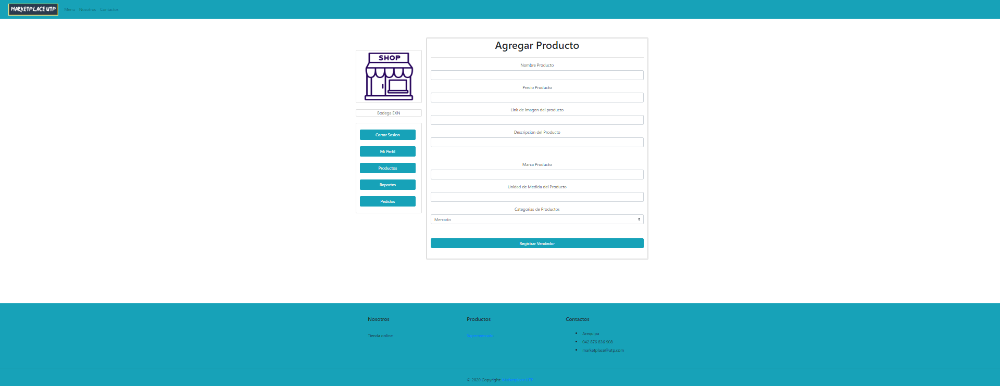 MARKETPLACE UTP
Menu Nosotros Contactos
SHOP
Bodega EXN
Cerrar Sesion
Mi Perfil
Productos
Reportes
Pedidos
Agregar Producto
Nombre Producto
Precio Producto
Link de imagen del producto
Descripcion del Producto
Marca Producto
Unidad de Medida del Producto
Categorias de Productos
Mercado
Registrar Vendedor
Nosotros
Tienda online
Productos
Supermercado
Contactos
Arequipa
042 876 836 908
marketplace@utp.com
© 2020 Copyright: Marketplace UTP